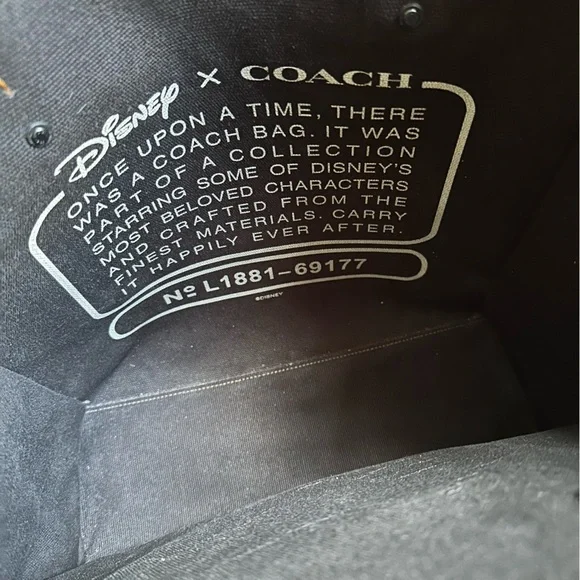 Disney × COACH
ONCE UPON A TIME, THERE
WAS A COACH BAG. IT WAS
PART OF A COLLECTION
STARRING SOME OF DISNEY'S
MOST BELOVED CHARACTERS
AND CRAFTED FROM THE
FINEST MATERIALS. CARRY
IT HAPPILY EVER AFTER.
Nº L1881-69177
©DISNEY